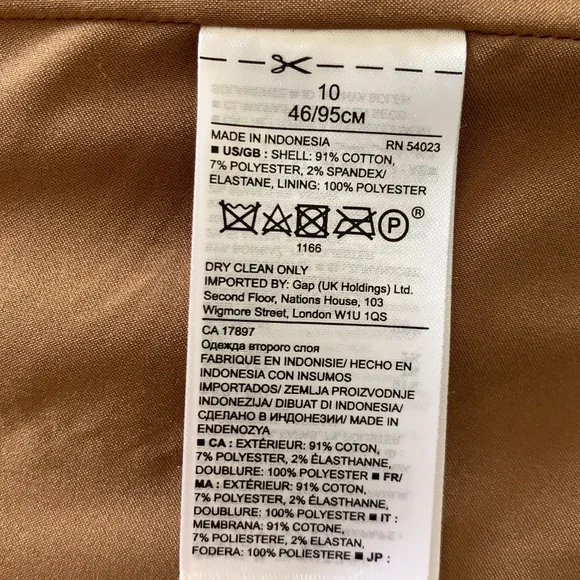 10
46/95см
MADE IN INDONESIA RN 54023
■ US/GB : SHELL: 91% COTTON,
7% POLYESTER, 2% SPANDEX/
ELASTANE, LINING: 100% POLYESTER
P ®
1166
DRY CLEAN ONLY
IMPORTED BY: Gap (UK Holdings) Ltd.
Second Floor, Nations House, 103
Wigmore Street, London W1U 1QS
CA 17897
Одежда второго слоя
FABRIQUE EN INDONISIE/ HECHO EN
INDONESIA CON INSUMOS
IMPORTADOS/ ZEMLJA PROIZVODNJE
INDONEZIJA/ DIBUAT DI INDONESIA/
СДЕЛАНО В ИНДОНЕЗИИ/ MADE IN
ENDENOZYA
■ CA : EXTÉRIEUR: 91% COTON,
7% POLYESTER, 2% ÉLASTHANNE,
DOUBLURE: 100% POLYESTER ■ FR/
MA : EXTÉRIEUR: 91% COTON,
7% POLYESTER, 2% ÉLASTHANNE,
DOUBLURE: 100% POLYESTER ■ IT :
MEMBRANA: 91% COTONE,
7% POLIESTERE, 2% ELASTAN,
FODERA: 100% POLIESTERE ■ JP :